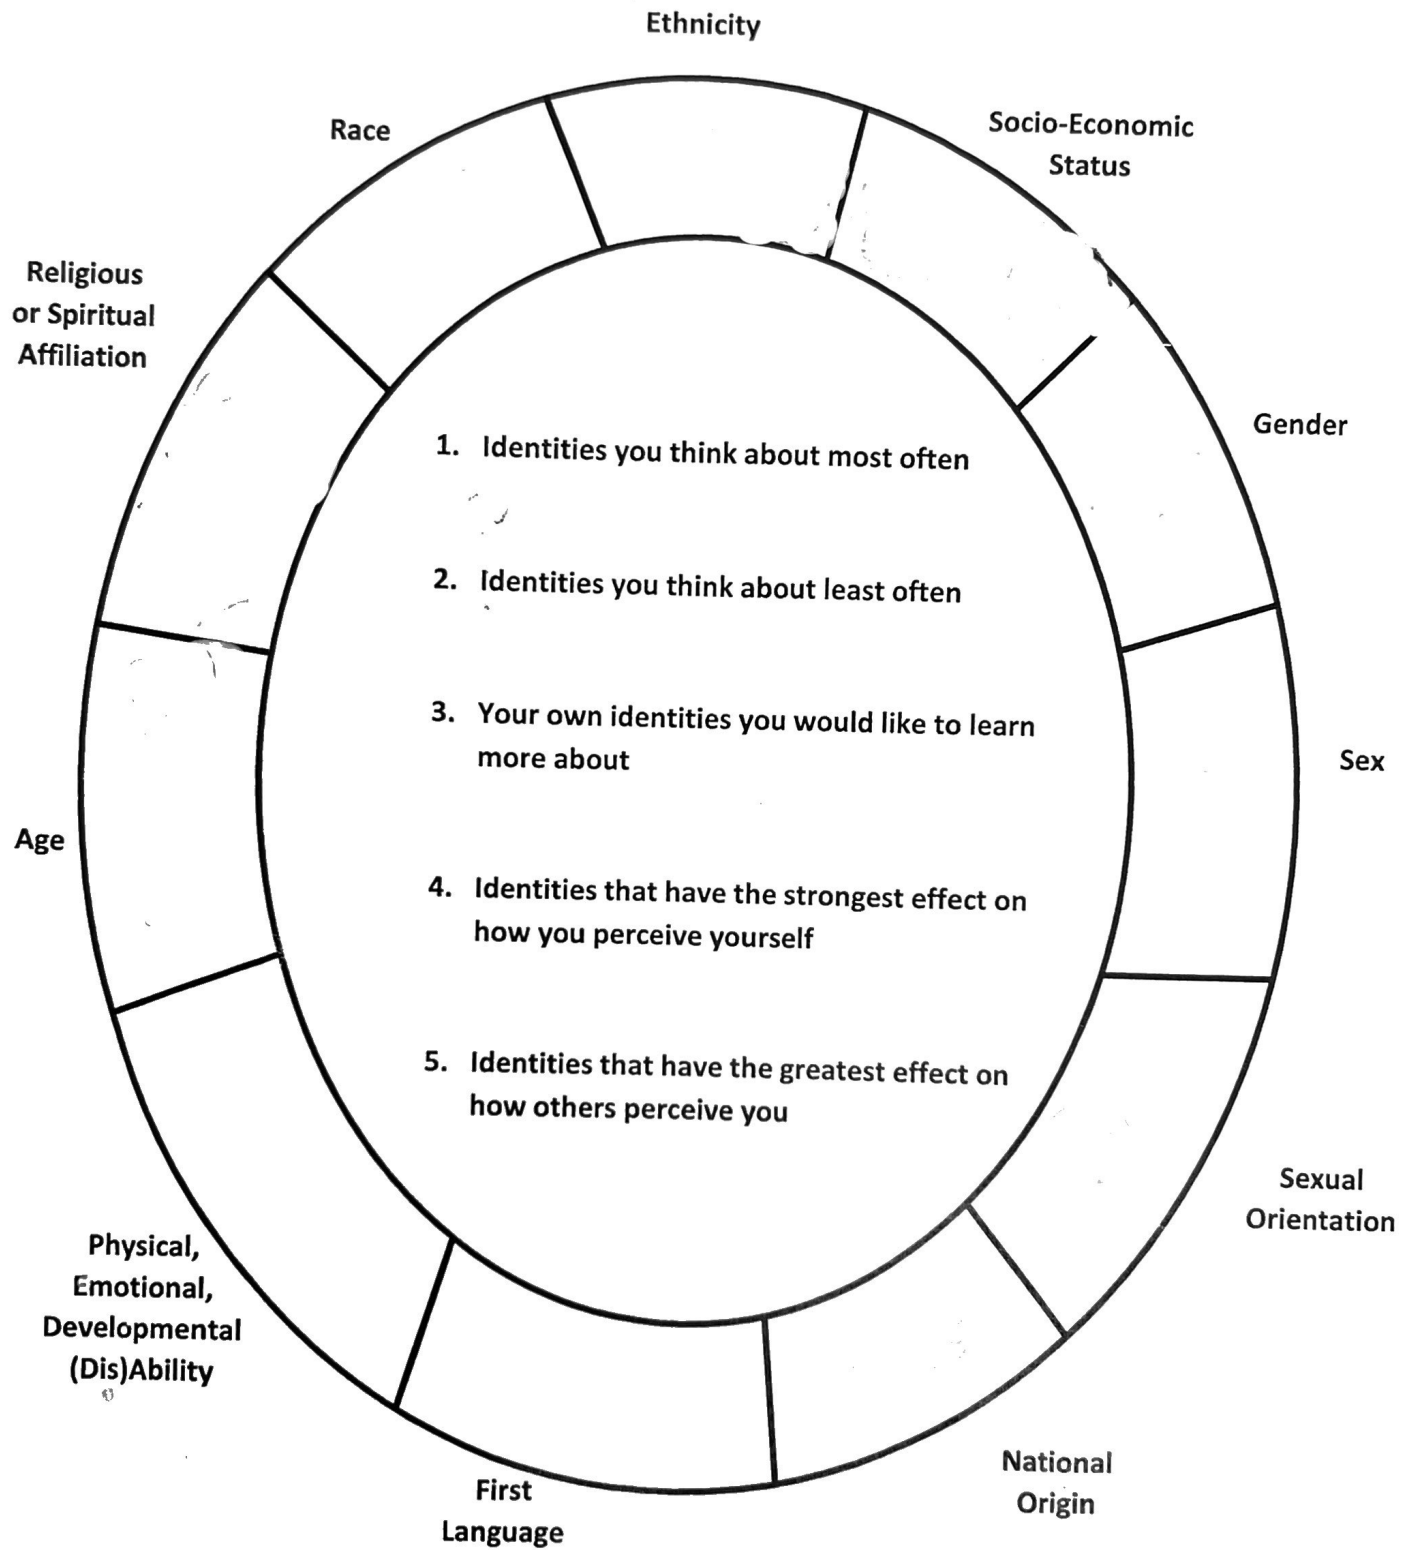 Ethnicity
Socio-Economic
Status
Race
Religious
or Spiritual
Affiliation
Gender
1. Identities you think about most often
2. Identities you think about least often
3. Your own identities you would like to learn
more about
Sex
Age
4. Identities that have the strongest effect on
how you perceive yourself
5. Identities that have the greatest effect on
how others perceive you
Sexual
Orientation
Physical,
Emotional,
Developmental
(Dis)Ability
National
Origin
First
Language